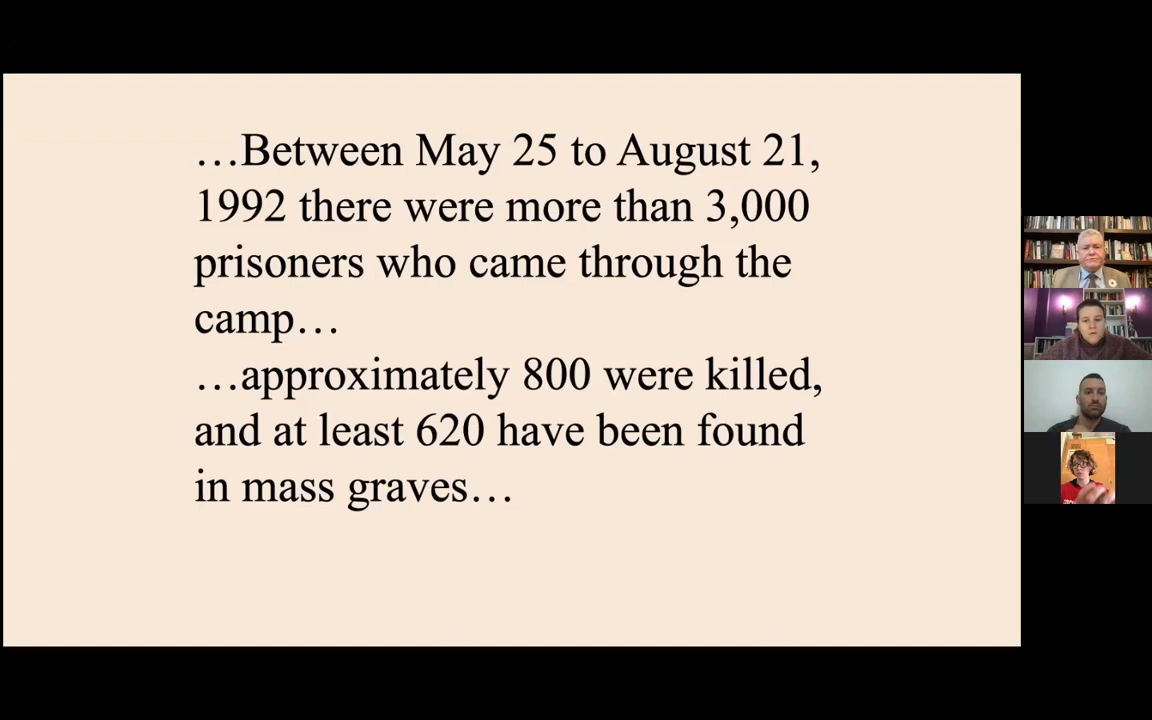 …Between May 25 to August 21,
1992 there were more than 3,000
prisoners who came through the
camp…
…approximately 800 were killed,
and at least 620 have been found
in mass graves…